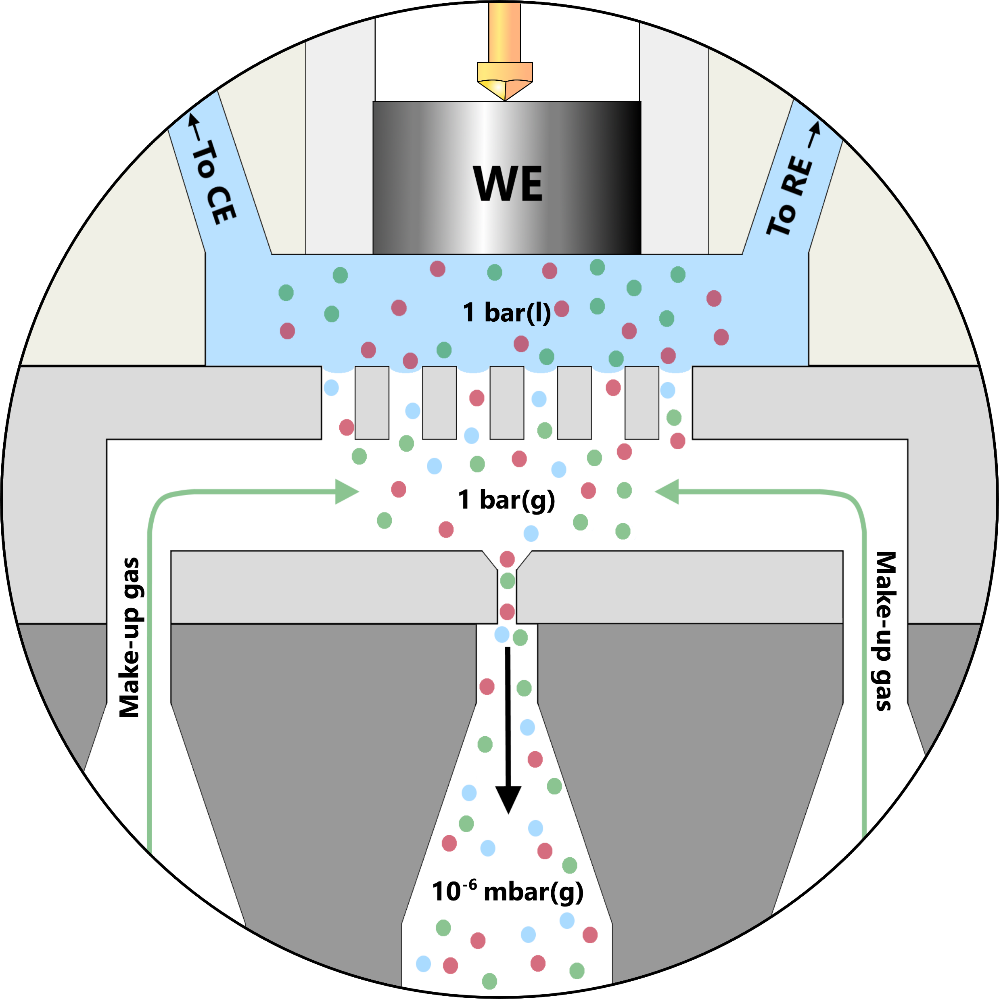 To CE
WE
To RE
1 bar(l)
1 bar(g)
Make-up gas
Make-up gas
10⁻⁶ mbar(g)